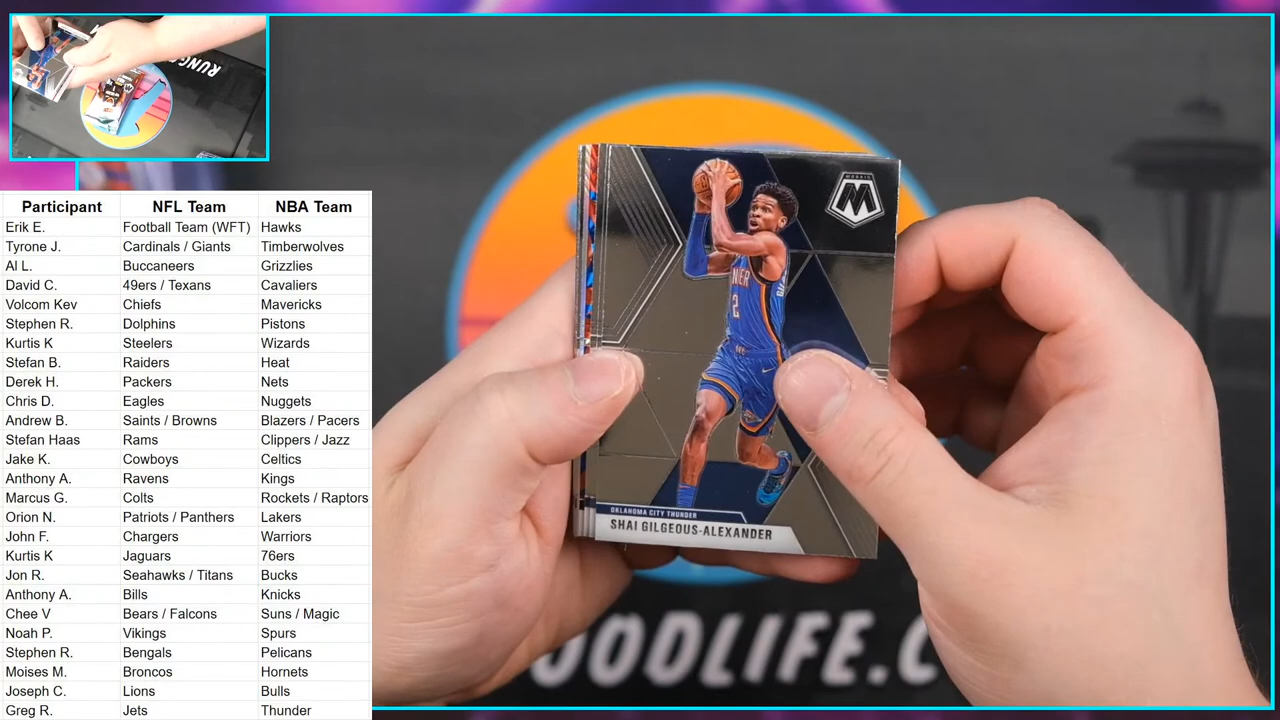 RUNGOOD
Participant NFL Team NBA Team
Erik E. Football Team (WFT) Hawks
Tyrone J. Cardinals / Giants Timberwolves
Al L. Buccaneers Grizzlies
David C. 49ers / Texans Cavaliers
Volcom Kev Chiefs Mavericks
Stephen R. Dolphins Pistons
Kurtis K Steelers Wizards
Stefan B. Raiders Heat
Derek H. Packers Nets
Chris D. Eagles Nuggets
Andrew B. Saints / Browns Blazers / Pacers
Stefan Haas Rams Clippers / Jazz
Jake K. Cowboys Celtics
Anthony A. Ravens Kings
Marcus G. Colts Rockets / Raptors
Orion N. Patriots / Panthers Lakers
John F. Chargers Warriors
Kurtis K Jaguars 76ers
Jon R. Seahawks / Titans Bucks
Anthony A. Bills Knicks
Chee V Bears / Falcons Suns / Magic
Noah P. Vikings Spurs
Stephen R. Bengals Pelicans
Moises M. Broncos Hornets
Joseph C. Lions Bulls
Greg R. Jets Thunder
MOSAIC
M
NER
2
OKLAHOMA CITY THUNDER
SHAI GILGEOUS-ALEXANDER
OODLIFE.C